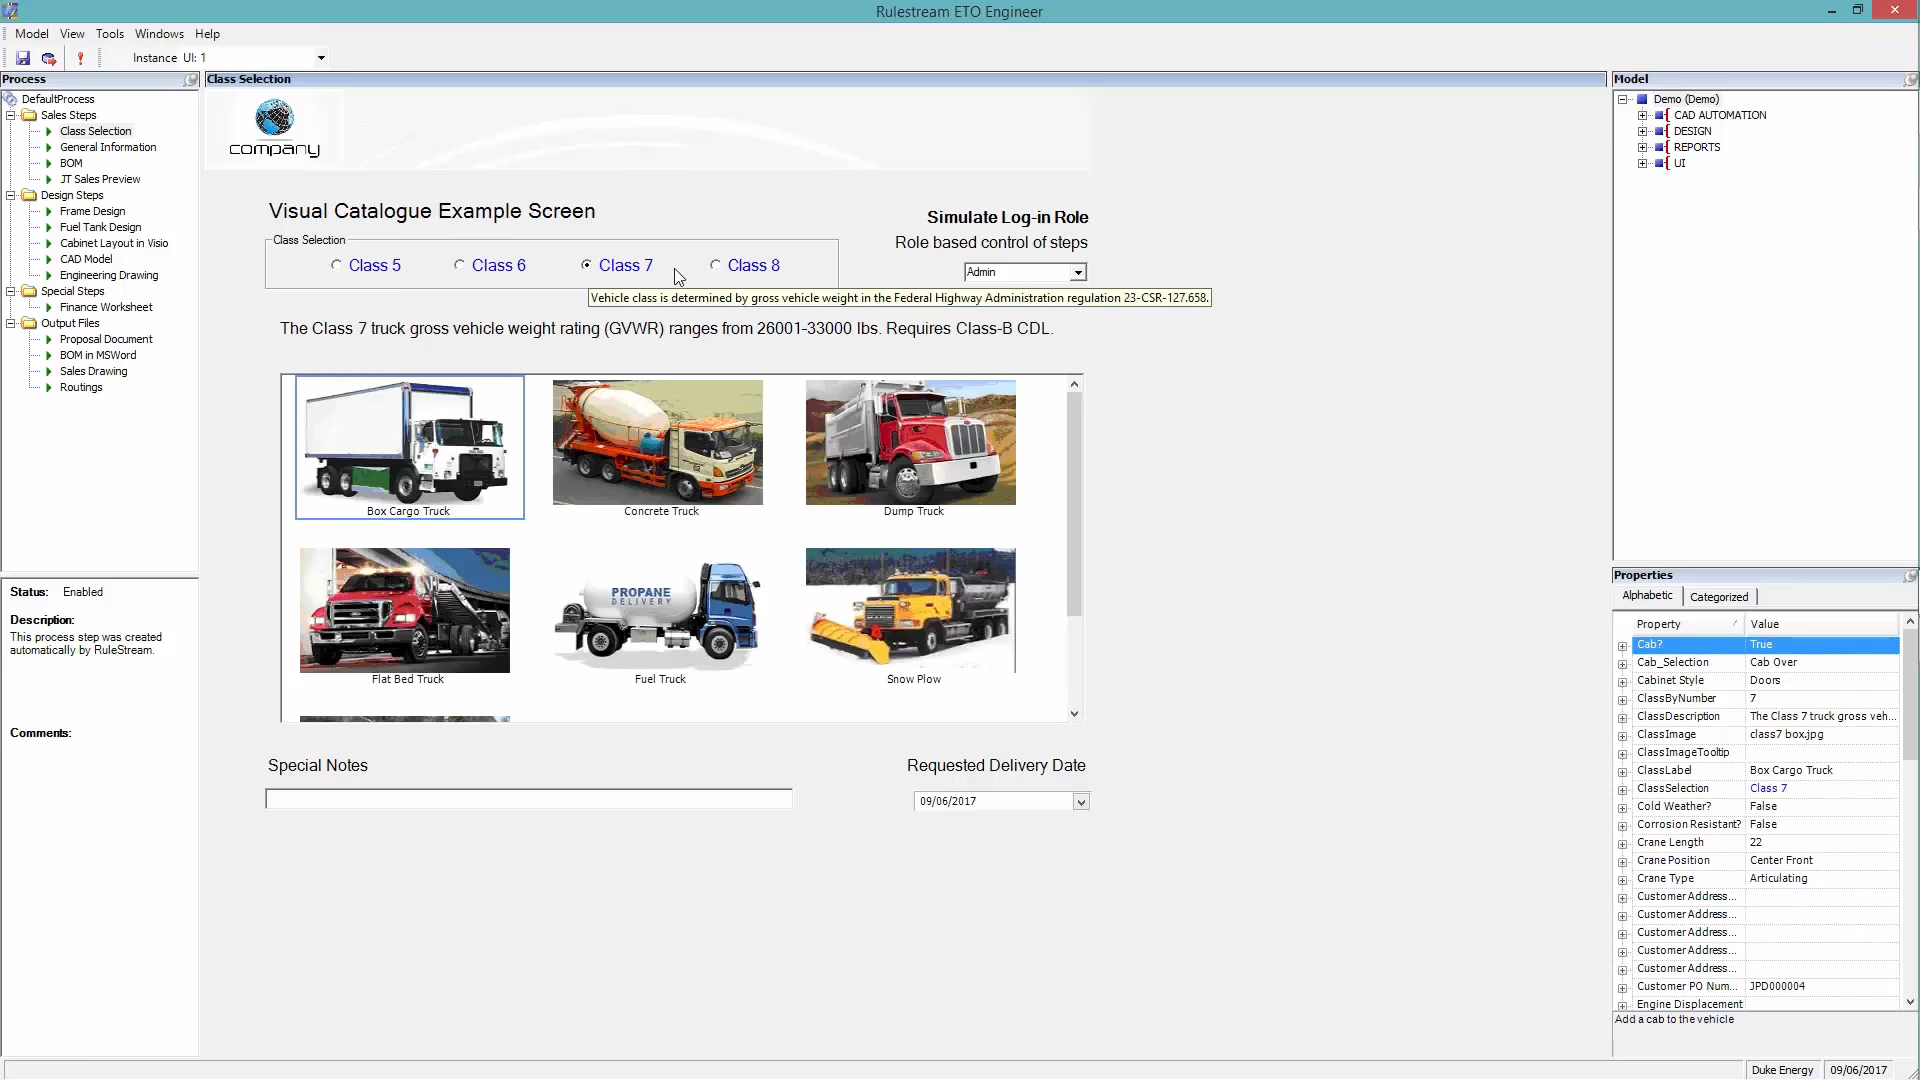 Rulestream ETO Engineer
Model View Tools Windows Help
Instance UI: 1
Process
DefaultProcess
Sales Steps
Class Selection
General Information
BOM
JT Sales Preview
Design Steps
Frame Design
Fuel Tank Design
Cabinet Layout in Visio
CAD Model
Engineering Drawing
Special Steps
Finance Worksheet
Output Files
Proposal Document
BOM in MSWord
Sales Drawing
Routings
Status: Enabled
Description:
This process step was created
automatically by RuleStream.
Comments:
Class Selection
company
Visual Catalogue Example Screen
Simulate Log-in Role
Role based control of steps
Admin
Class Selection
Class 5 Class 6 Class 7 Class 8
Vehicle class is determined by gross vehicle weight in the Federal Highway Administration regulation 23-CSR-127.658.
The Class 7 truck gross vehicle weight rating (GVWR) ranges from 26001-33000 lbs. Requires Class-B CDL.
Box Cargo Truck Concrete Truck Dump Truck
PROPANE
DELIVERY
Flat Bed Truck Fuel Truck Snow Plow
Special Notes
Requested Delivery Date
09/06/2017
Model
Demo (Demo)
CAD AUTOMATION
DESIGN
REPORTS
UI
Properties
Alphabetic Categorized
Property Value
Cab? True
Cab_Selection Cab Over
Cabinet Style Doors
ClassByNumber 7
ClassDescription The Class 7 truck gross veh...
ClassImage class7 box.jpg
ClassImageTooltip
ClassLabel Box Cargo Truck
ClassSelection Class 7
Cold Weather? False
Corrosion Resistant? False
Crane Length 22
Crane Position Center Front
Crane Type Articulating
Customer Address...
Customer Address...
Customer Address...
Customer Address...
Customer Address...
Customer PO Num... JPD000004
Engine Displacement
Add a cab to the vehicle
Duke Energy 09/06/2017